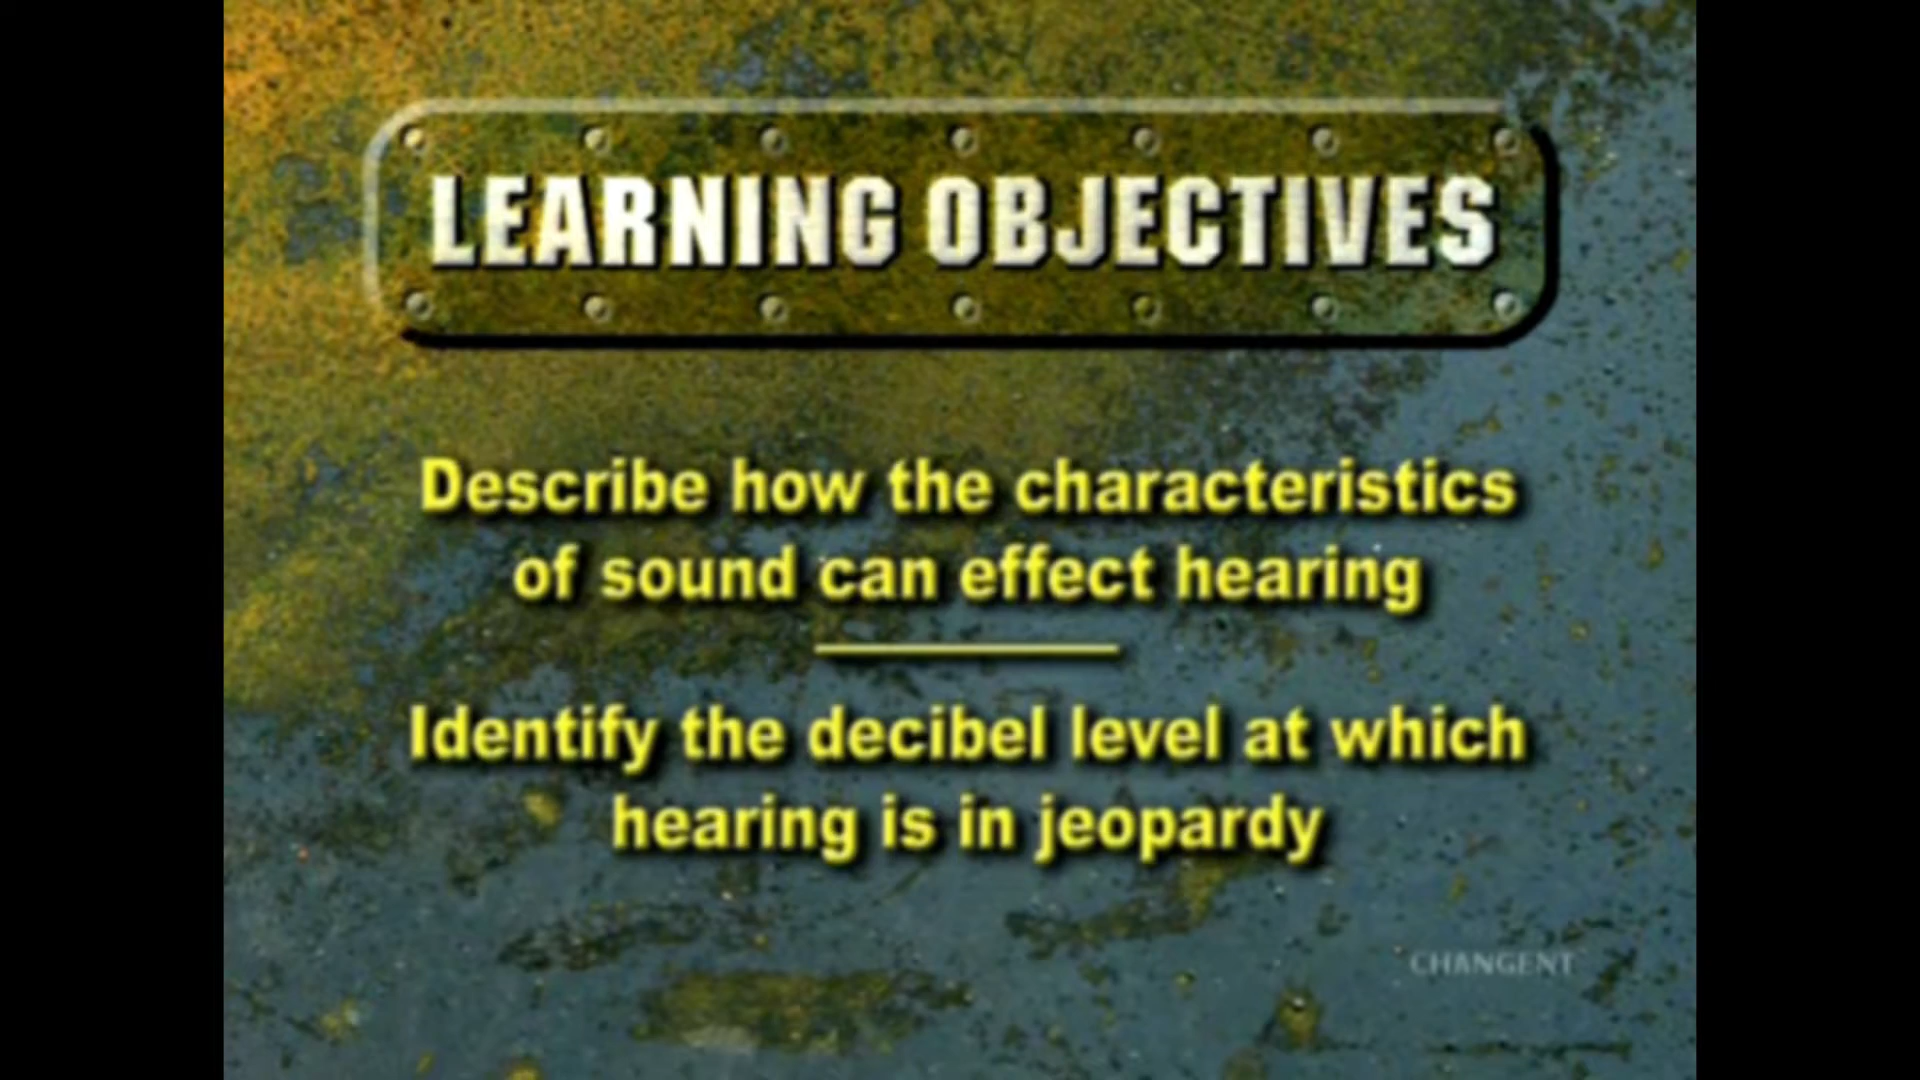 LEARNING OBJECTIVES
Describe how the characteristics
of sound can effect hearing
Identify the decibel level at which
hearing is in jeopardy
CHANGENT